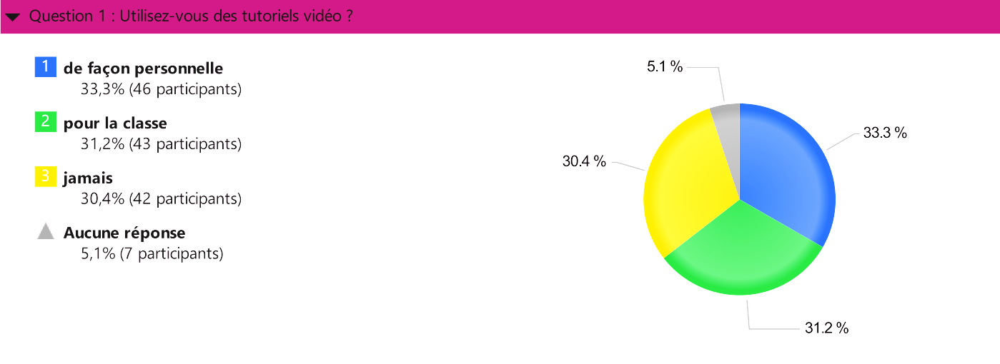 Question 1 : Utilisez-vous des tutoriels vidéo ?
1 de façon personnelle
33,3% (46 participants)
2 pour la classe
31,2% (43 participants)
3 jamais
30,4% (42 participants)
Aucune réponse
5,1% (7 participants)
5.1 %
33.3 %
30.4 %
31.2 %